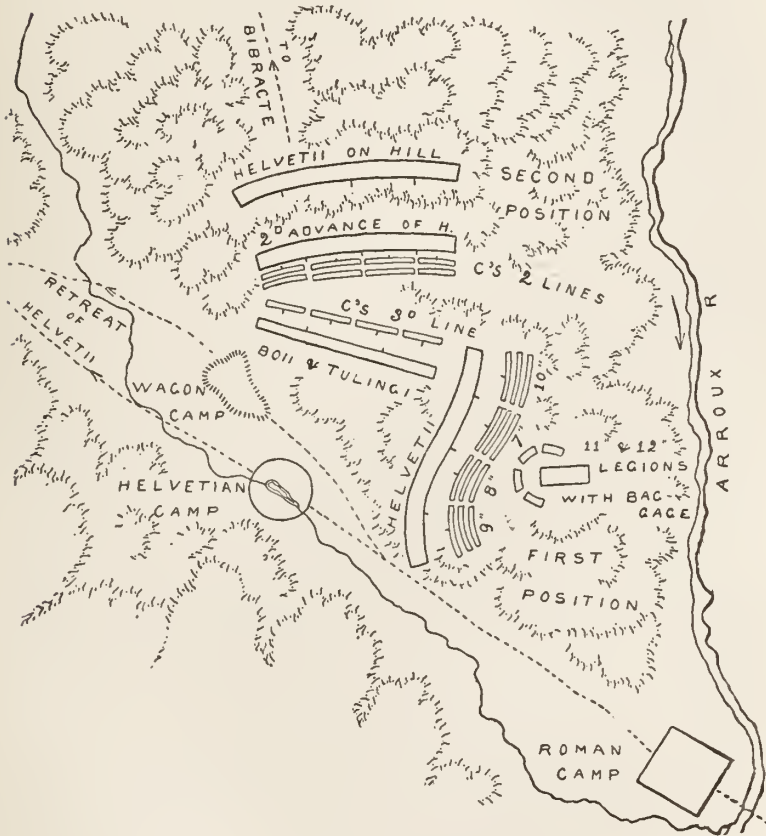 TO
BIBRACTE
HELVETII ON HILL
SECOND
POSITION
2D ADVANCE OF H.
C'S 2 LINES
C'S 3D LINE
BOII & TULINGI
RETREAT
OF
HELVETII
WAGON
CAMP
HELVETIAN
CAMP
HELVETII
10"
7"
8"
9"
11 & 12"
LEGIONS
WITH BAG-
GAGE
FIRST
POSITION
ARROUX R
ROMAN
CAMP